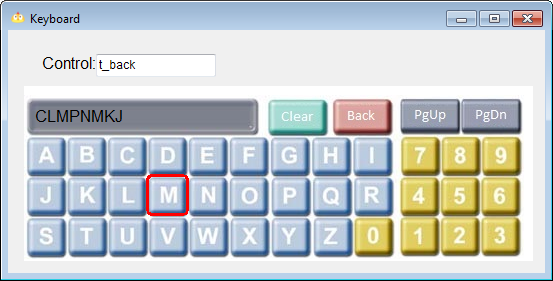 Keyboard
Control: t_back
CLMPNMKJ Clear Back PgUp PgDn
A B C D E F G H I 7 8 9
J K L M N O P Q R 4 5 6
S T U V W X Y Z 0 1 2 3